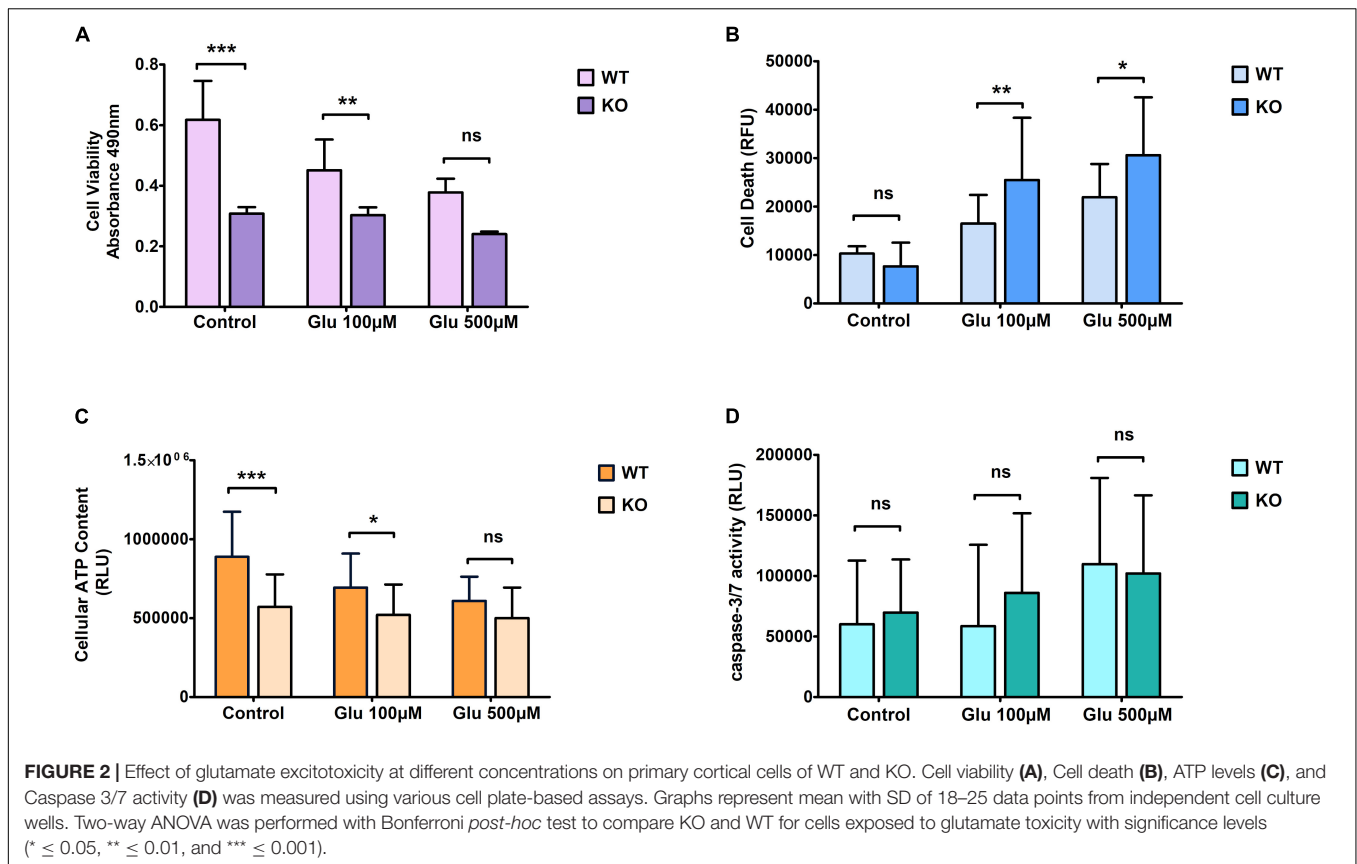 A
***
**
ns
0.8
0.6
0.4
0.2
0.0
Cell Viability
Absorbance 490nm
Control
Glu 100µM
Glu 500µM
WT
KO
B
ns
**
*
50000
40000
30000
20000
10000
0
Cell Death (RFU)
Control
Glu 100µM
Glu 500µM
WT
KO
C
***
*
ns
1.5×10⁰⁶
1000000
500000
0
Cellular ATP Content
(RLU)
Control
Glu 100µM
Glu 500µM
WT
KO
D
ns
ns
ns
200000
150000
100000
50000
0
caspase-3/7 activity (RLU)
Control
Glu 100µM
Glu 500µM
WT
KO
FIGURE 2 | Effect of glutamate excitotoxicity at different concentrations on primary cortical cells of WT and KO. Cell viability (A), Cell death (B), ATP levels (C), and
Caspase 3/7 activity (D) was measured using various cell plate-based assays. Graphs represent mean with SD of 18–25 data points from independent cell culture
wells. Two-way ANOVA was performed with Bonferroni post-hoc test to compare KO and WT for cells exposed to glutamate toxicity with significance levels
(* ≤ 0.05, ** ≤ 0.01, and *** ≤ 0.001).